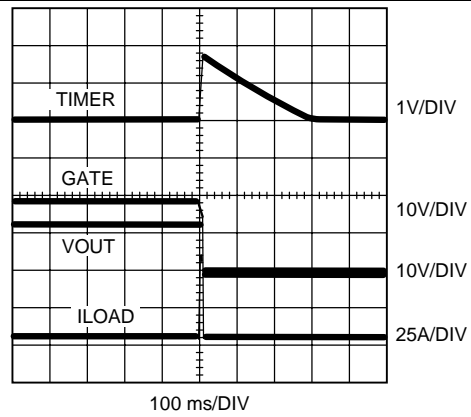 TIMER
1V/DIV
GATE
10V/DIV
VOUT
10V/DIV
ILOAD
25A/DIV
100 ms/DIV